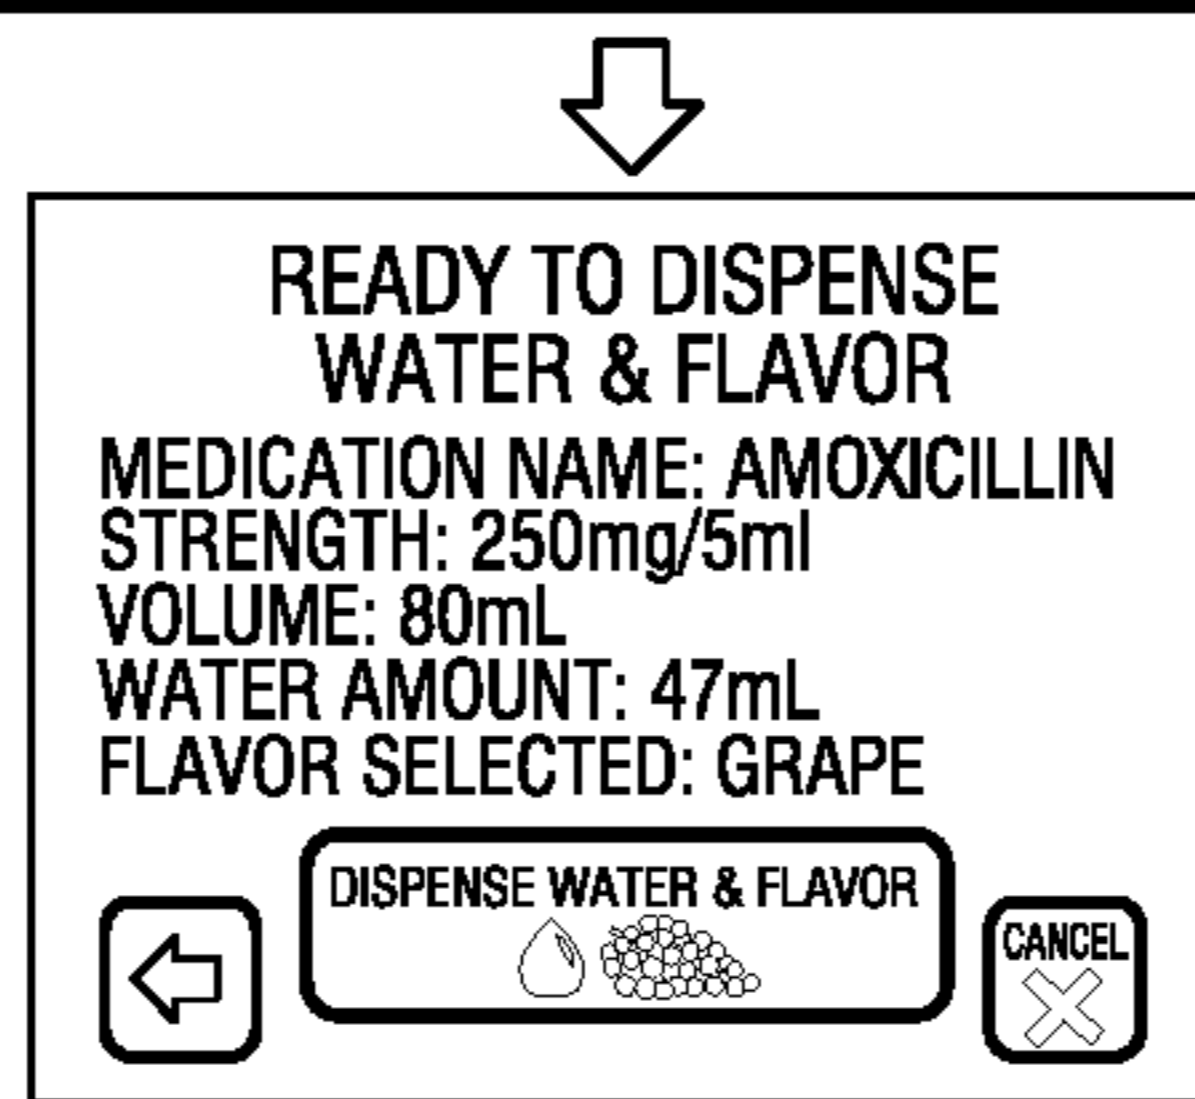 READY TO DISPENSE
WATER & FLAVOR
MEDICATION NAME: AMOXICILLIN
STRENGTH: 250mg/5ml
VOLUME: 80mL
WATER AMOUNT: 47mL
FLAVOR SELECTED: GRAPE
DISPENSE WATER & FLAVOR
CANCEL